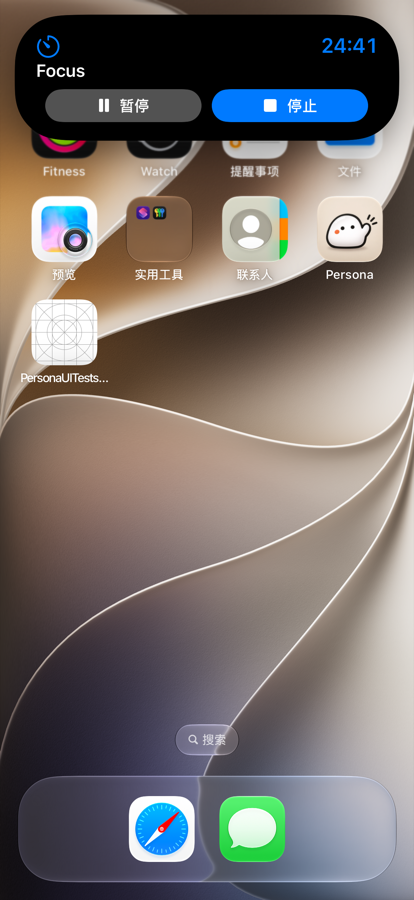 24:41
Focus
暂停
停止
Fitness
Watch
提醒事项
文件
预览
实用工具
联系人
Persona
PersonaUITests...
搜索